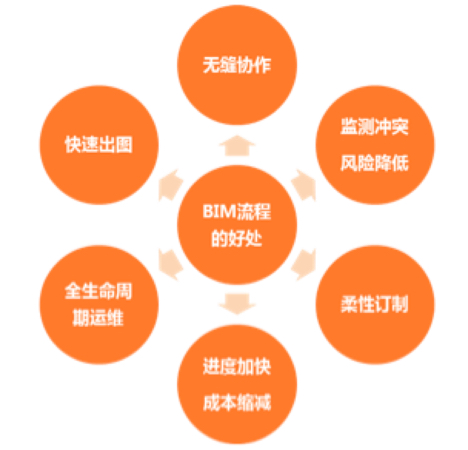 无缝协作
快速出图
监测冲突
风险降低
BIM流程
的好处
全生命周
期运维
柔性订制
进度加快
成本缩减